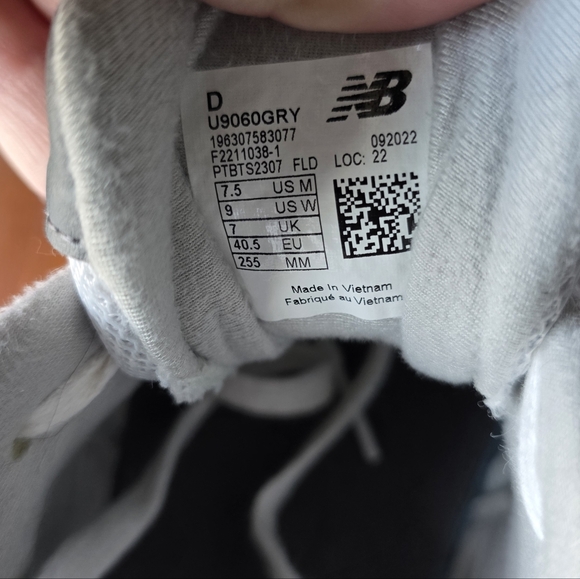 D
NB
U9060GRY
196307583077
F2211038-1
092022
PTBTS2307 FLD
LOC: 22
7.5 US M
9 US W
7 UK
40.5 EU
255 MM
Made in Vietnam
Fabriqué au Vietnam